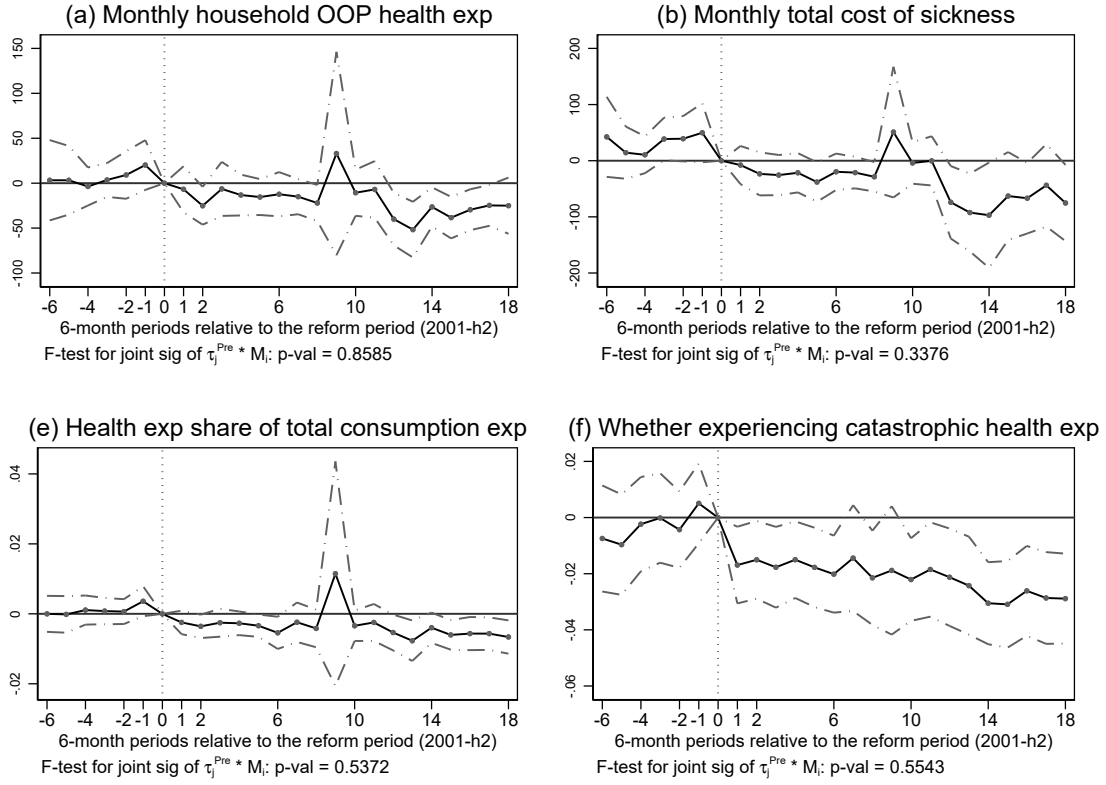 (a) Monthly household OOP health exp
150
100
50
0
-50
-100
-6 -4 -2 -1 0 1 2 6 10 14 18
6-month periods relative to the reform period (2001-h2)
F-test for joint sig of τⱼᴾʳᵉ * Mᵢ: p-val = 0.8585
(b) Monthly total cost of sickness
200
100
0
-100
-200
-6 -4 -2 -1 0 1 2 6 10 14 18
6-month periods relative to the reform period (2001-h2)
F-test for joint sig of τⱼᴾʳᵉ * Mᵢ: p-val = 0.3376
(e) Health exp share of total consumption exp
.04
.02
0
-.02
-6 -4 -2 -1 0 1 2 6 10 14 18
6-month periods relative to the reform period (2001-h2)
F-test for joint sig of τⱼᴾʳᵉ * Mᵢ: p-val = 0.5372
(f) Whether experiencing catastrophic health exp
.02
0
-.02
-.04
-.06
-6 -4 -2 -1 0 1 2 6 10 14 18
6-month periods relative to the reform period (2001-h2)
F-test for joint sig of τⱼᴾʳᵉ * Mᵢ: p-val = 0.5543